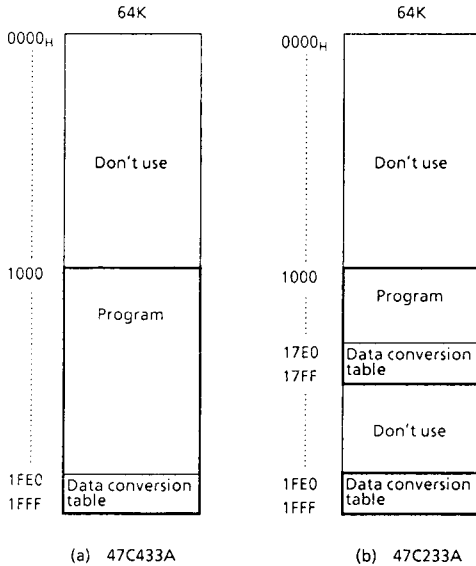 64K
0000H
Don't use
1000
Program
1FE0
Data conversion
table
1FFF
(a) 47C433A
64K
0000H
Don't use
1000
Program
17E0
Data conversion
table
17FF
Don't use
1FE0
Data conversion
table
1FFF
(b) 47C233A